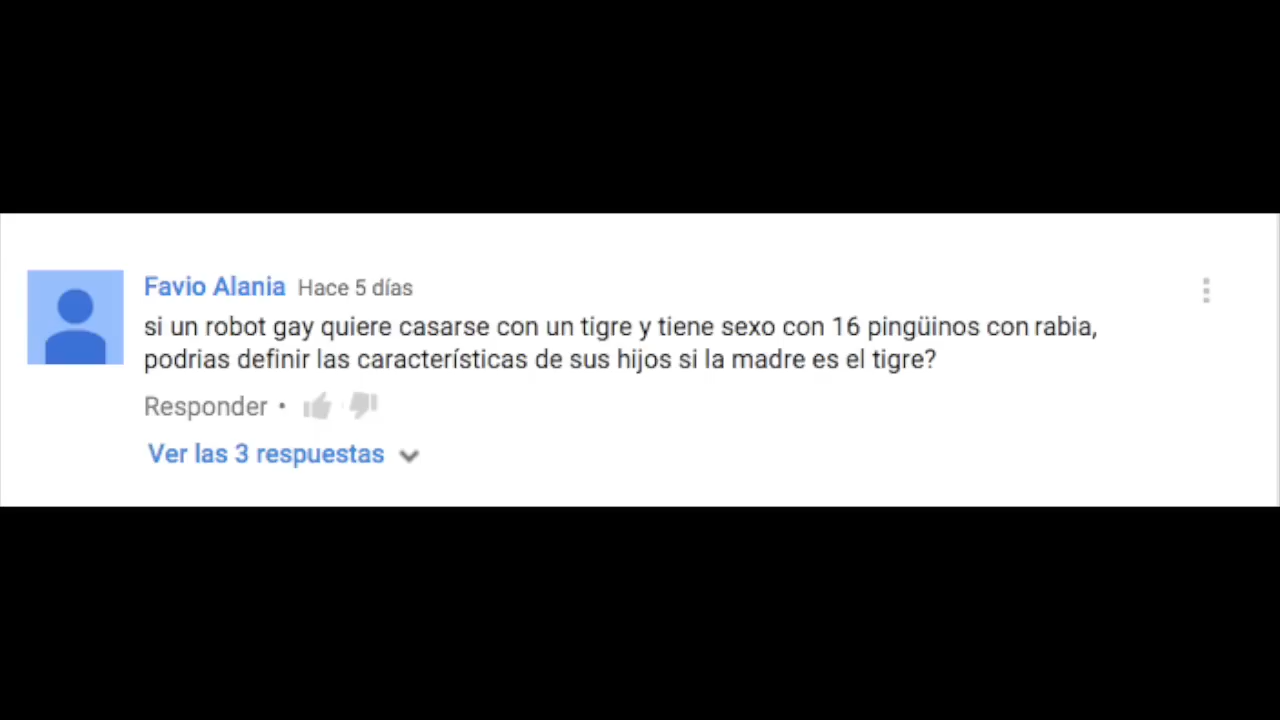 Favio Alania Hace 5 días
si un robot gay quiere casarse con un tigre y tiene sexo con 16 pingüinos con rabia,
podrias definir las características de sus hijos si la madre es el tigre?
Responder •
Ver las 3 respuestas